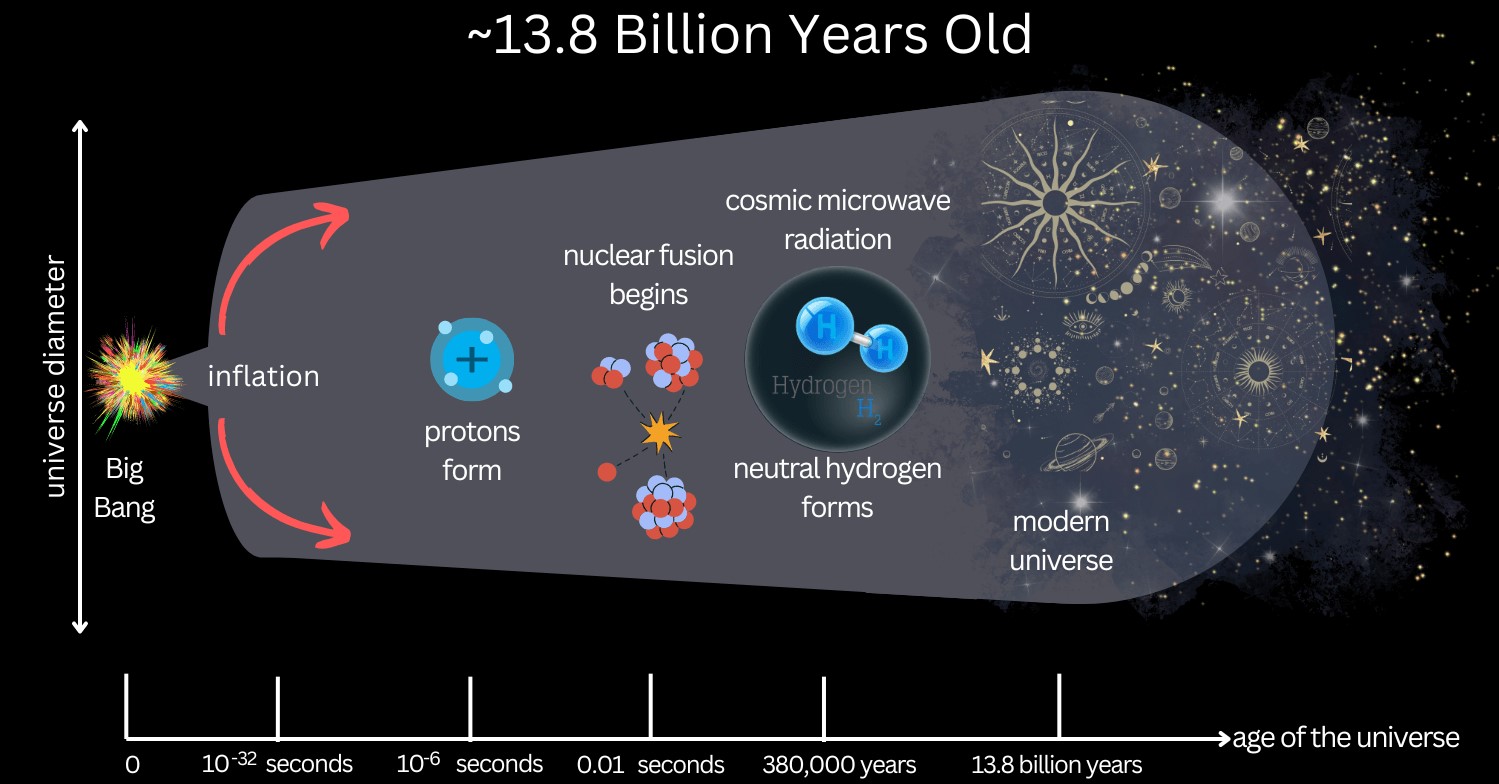 ~13.8 Billion Years Old
universe diameter
Big
Bang
inflation
protons
form
nuclear fusion
begins
cosmic microwave
radiation
H
H
Hydrogen
H₂
neutral hydrogen
forms
modern
universe
0
10⁻³² seconds
10⁻⁶ seconds
0.01 seconds
380,000 years
13.8 billion years
age of the universe